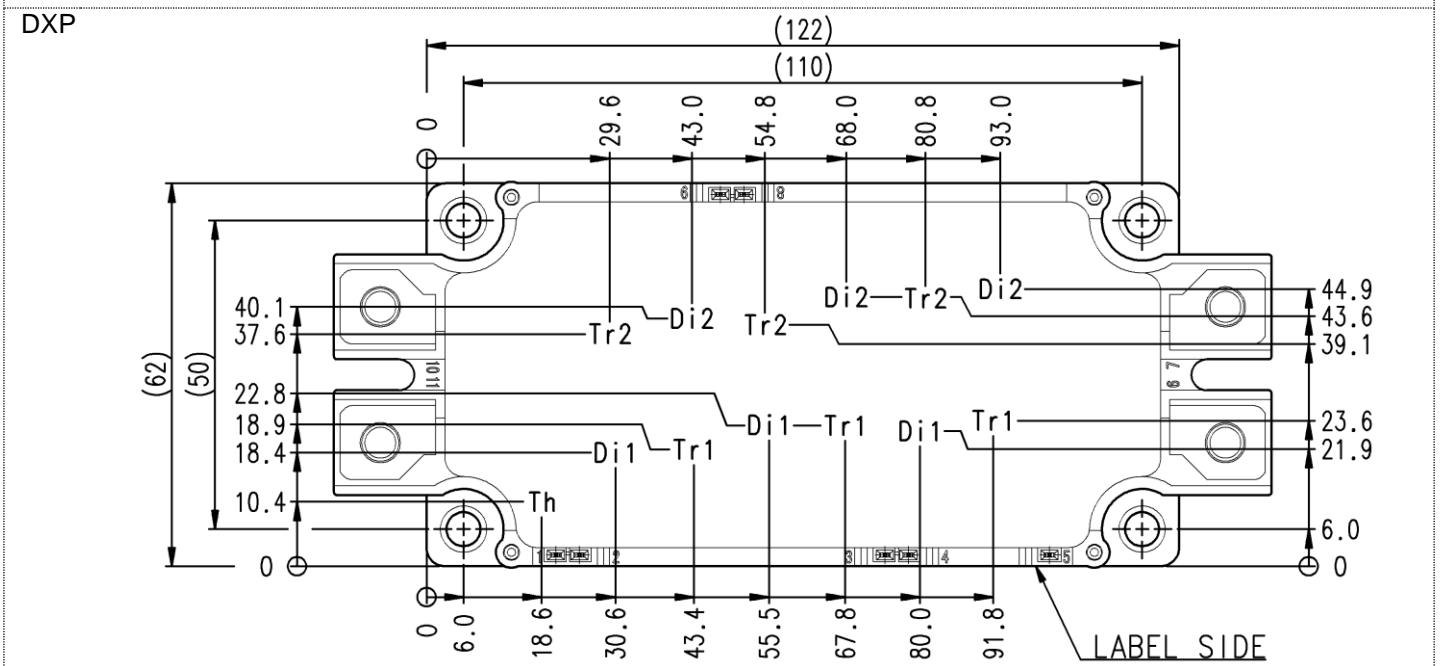 DXP
(122)
(110)
0 29.6 43.0 54.8 68.0 80.8 93.0
6 8
Di2 44.9
40.1 Di2 Di2 Tr2 43.6
37.6 Tr2 Tr2 39.1
(62) (50)
10 11 7 9
22.8 Di1 Tr1 Tr1 23.6
18.9 Tr1 Di1 21.9
18.4 Di1
10.4 Th
6.0
1 2 3 4 5
0 0
0 6.0 18.6 30.6 43.4 55.5 67.8 80.0 91.8
LABEL SIDE